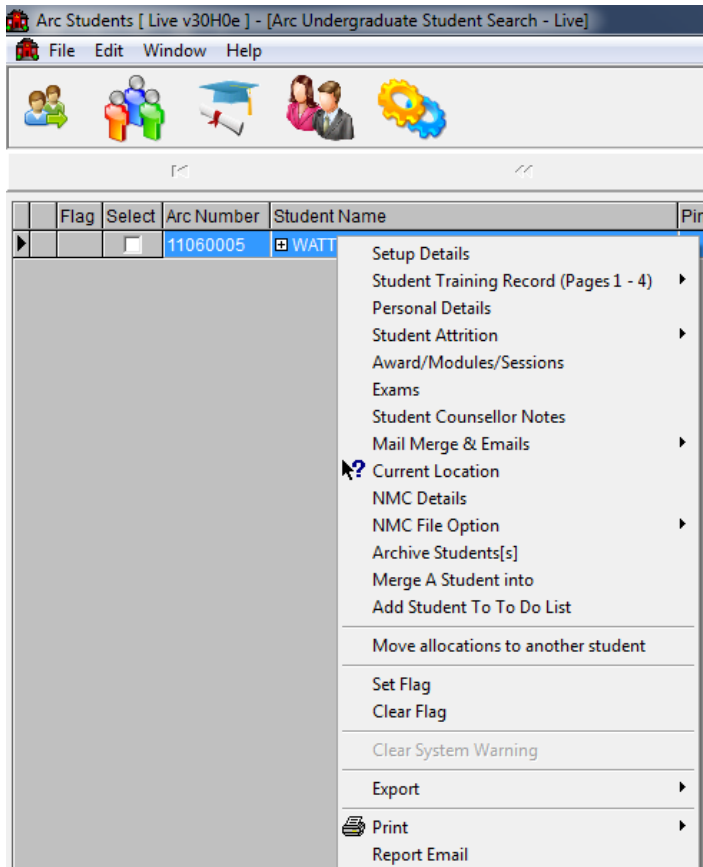 Arc Students [ Live v30H0e ] - [Arc Undergraduate Student Search - Live]
File Edit Window Help
Flag Select Arc Number Student Name
11060005 WATT
Setup Details
Student Training Record (Pages 1 - 4)
Personal Details
Student Attrition
Award/Modules/Sessions
Exams
Student Counsellor Notes
Mail Merge & Emails
Current Location
NMC Details
NMC File Option
Archive Students[s]
Merge A Student into
Add Student To To Do List
Move allocations to another student
Set Flag
Clear Flag
Clear System Warning
Export
Print
Report Email